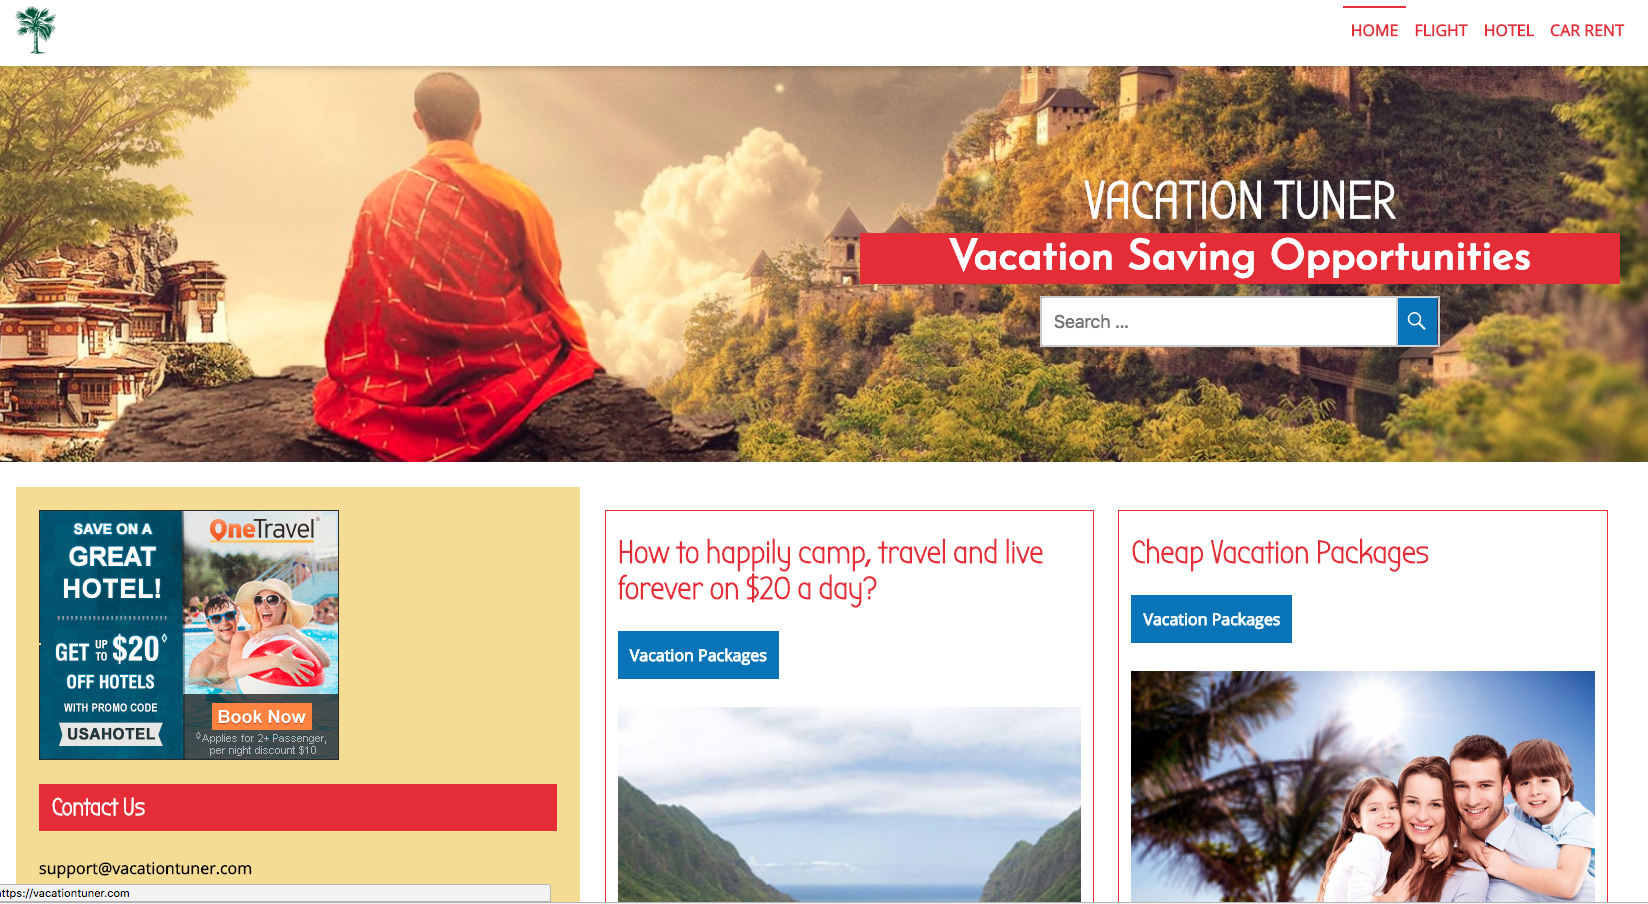 HOME FLIGHT HOTEL CAR RENT
VACATION TUNER
Vacation Saving Opportunities
Search ...
SAVE ON A
GREAT
HOTEL!
GET UP TO $20◊
OFF HOTELS
WITH PROMO CODE
USAHOTEL
OneTravel®
Book Now
◊Applies for 2+ Passenger,
per night discount $10
Contact Us
support@vacationtuner.com
ttps://vacationtuner.com
How to happily camp, travel and live
forever on $20 a day?
Vacation Packages
Cheap Vacation Packages
Vacation Packages